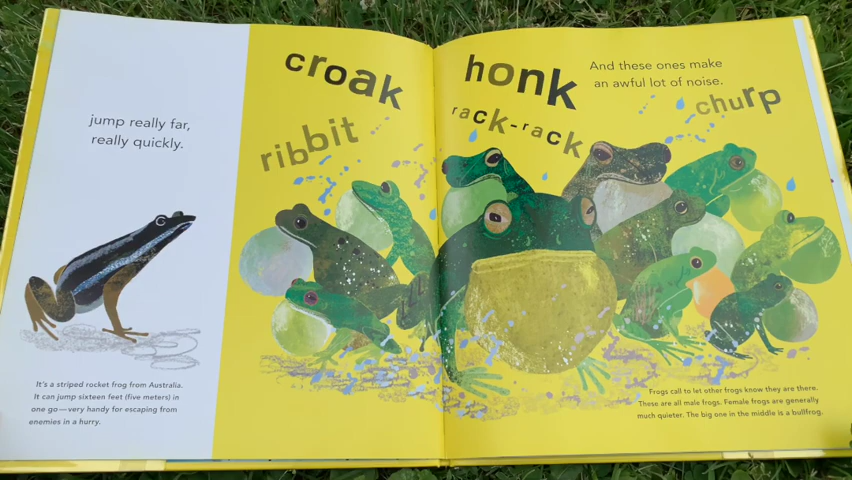 jump really far,
really quickly.
It's a striped rocket frog from Australia.
It can jump sixteen feet (five meters) in
one go—very handy for escaping from
enemies in a hurry.
croak
ribbit
honk
rack-rack
And these ones make
an awful lot of noise.
churp
Frogs call to let other frogs know they are there.
These are all male frogs. Female frogs are generally
much quieter. The big one in the middle is a bullfrog.